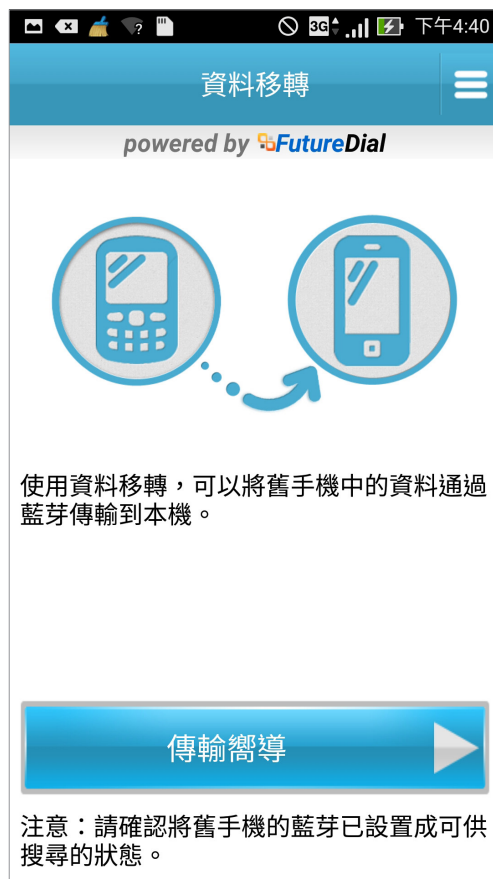 3G 下午4:40
資料移轉
powered by FutureDial
使用資料移轉，可以將舊手機中的資料通過
藍芽傳輸到本機。
傳輸嚮導
注意：請確認將舊手機的藍芽已設置成可供
搜尋的狀態。